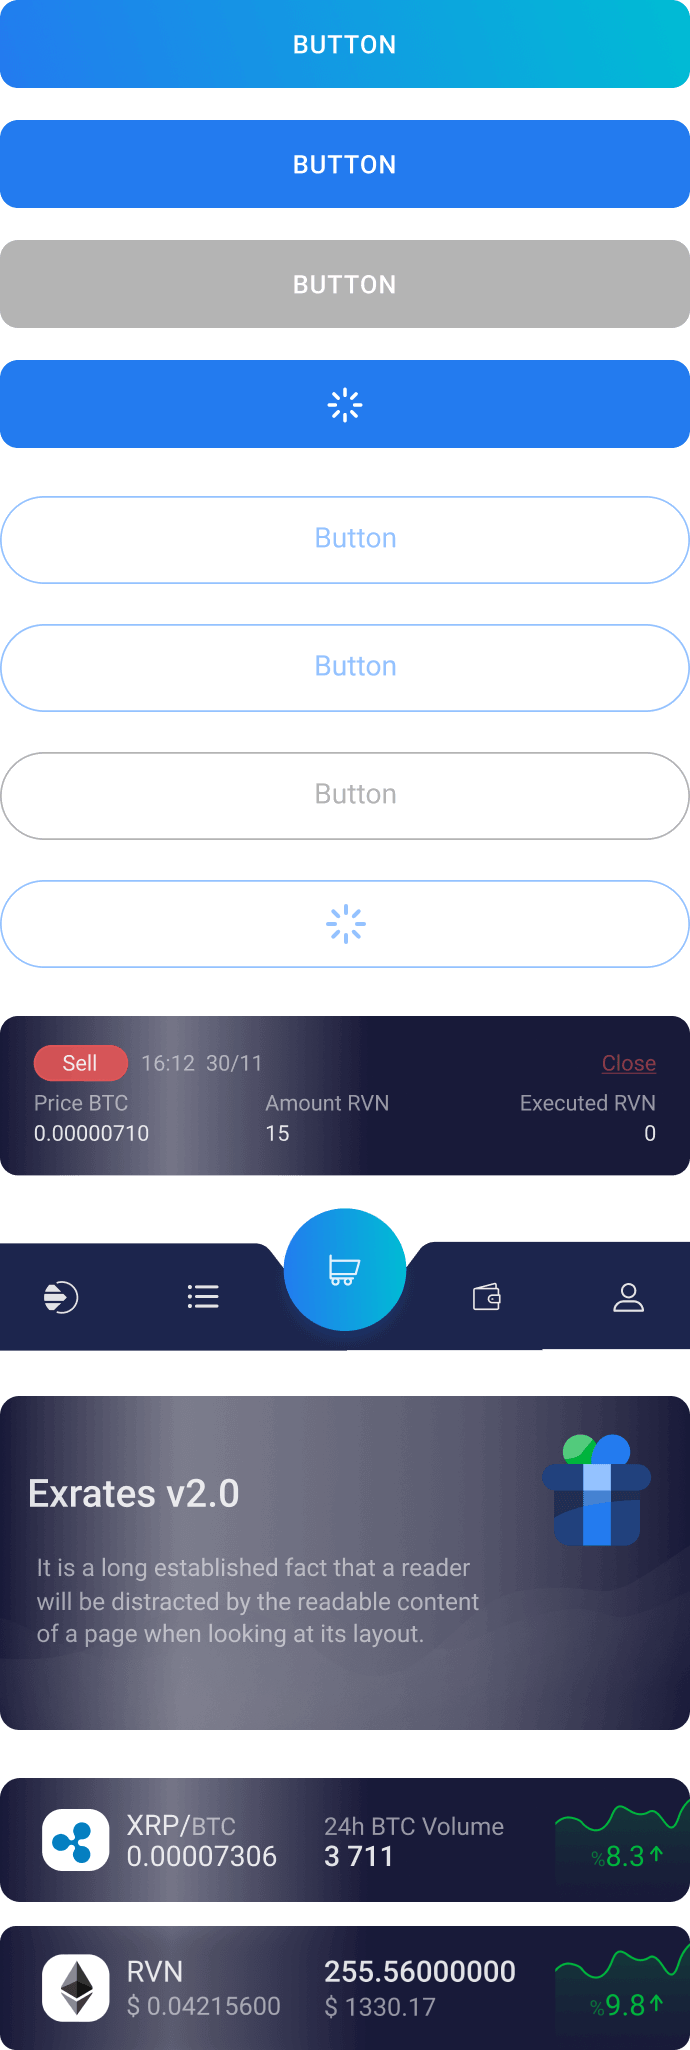 BUTTON
BUTTON
BUTTON
Button
Button
Button
Sell 16:12 30/11 Close
Price BTC Amount RVN Executed RVN
0.00000710 15 0
Exrates v2.0
It is a long established fact that a reader
will be distracted by the readable content
of a page when looking at its layout.
XRP/BTC 24h BTC Volume
0.00007306 3 711 %8.3
RVN 255.56000000
$ 0.04215600 $ 1330.17 %9.8